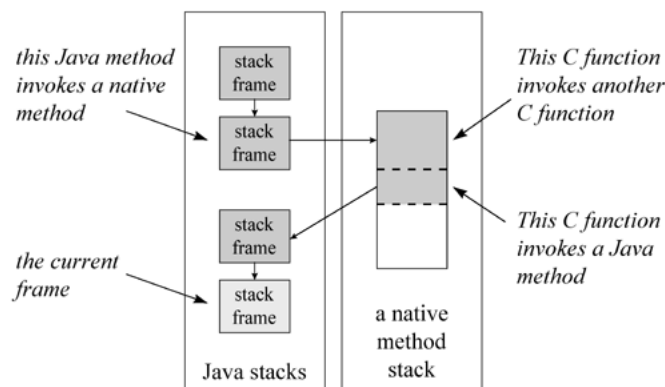 this Java method
invokes a native
method
the current
frame
stack
frame
stack
frame
stack
frame
stack
frame
Java stacks
a native
method
stack
This C function
invokes another
C function
This C function
invokes a Java
method